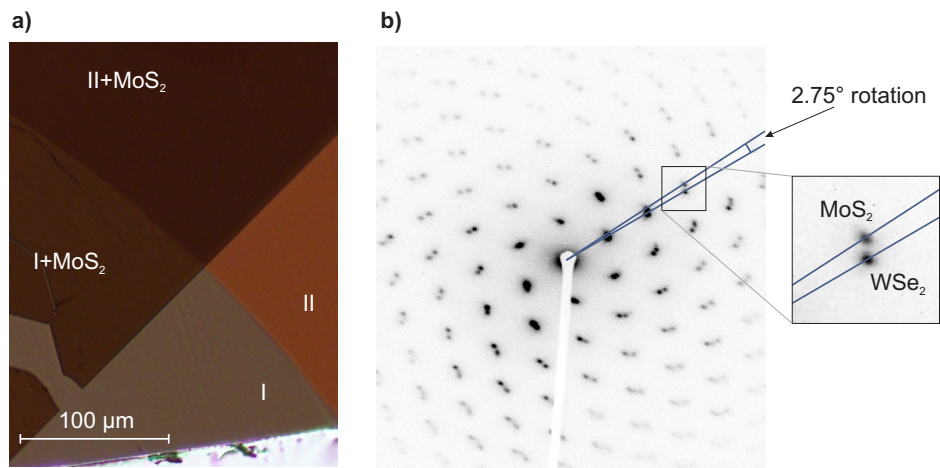 a)
II+MoS₂
I+MoS₂
II
I
100 µm
b)
2.75° rotation
MoS₂
WSe₂